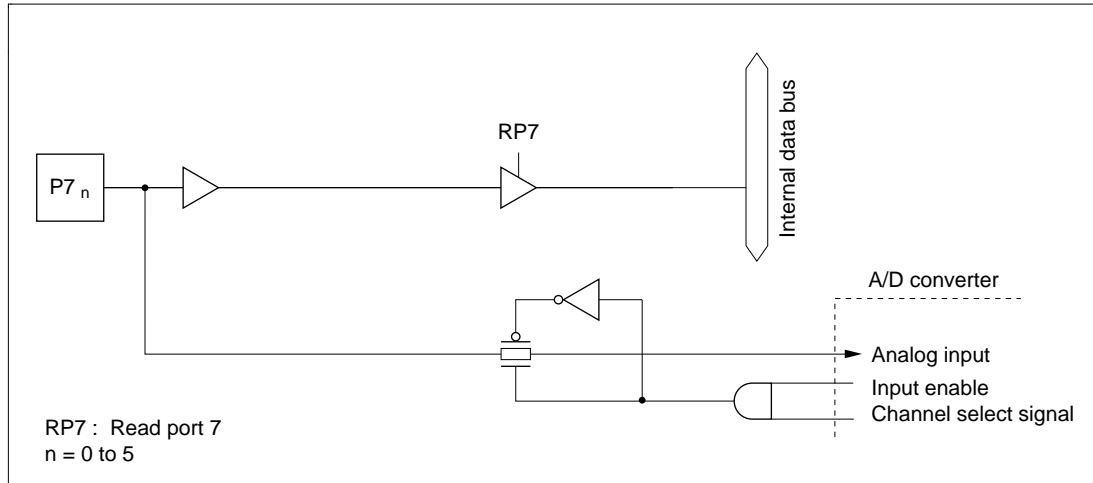 RP7
P7 n
Internal data bus
A/D converter
Analog input
Input enable
Channel select signal
RP7 : Read port 7
n = 0 to 5